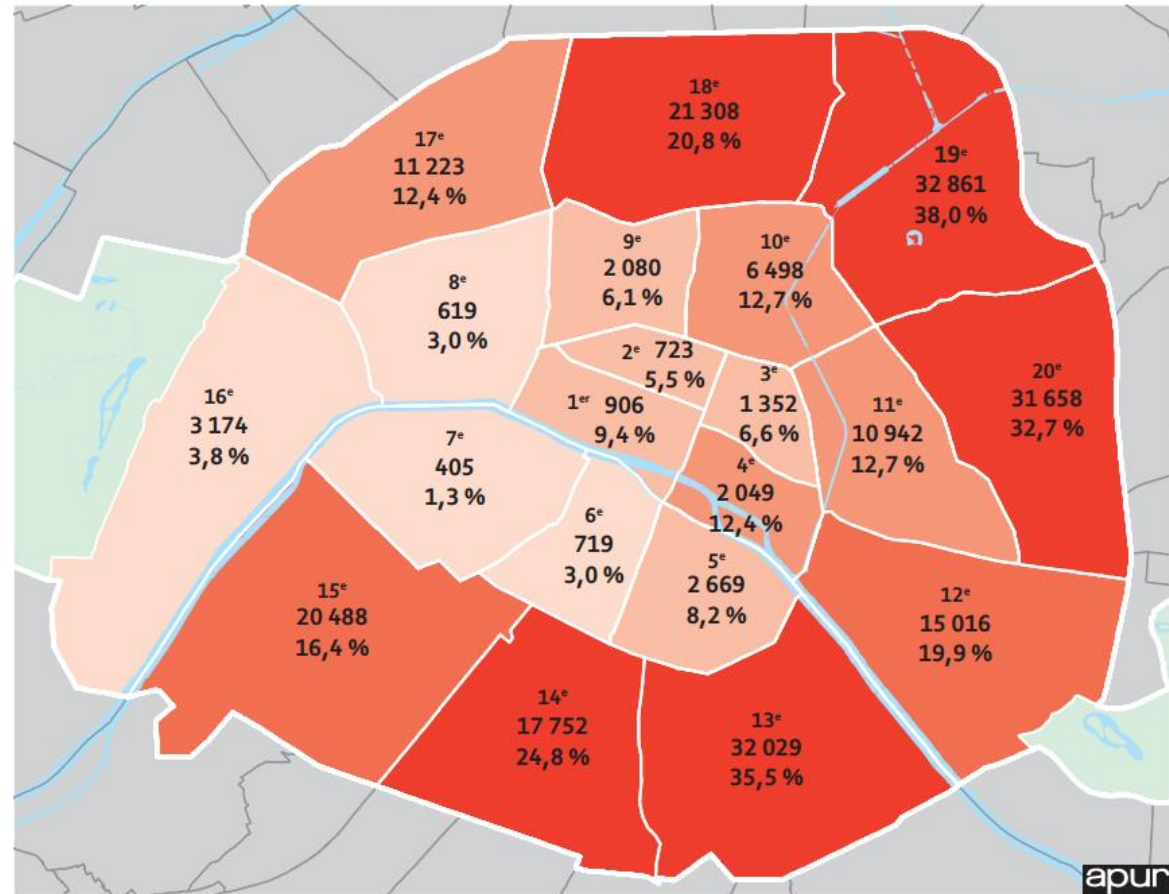 18ᵉ
21 308
20,8 %
17ᵉ
11 223
12,4 %
19ᵉ
32 861
38,0 %
9ᵉ
2 080
6,1 %
10ᵉ
6 498
12,7 %
8ᵉ
619
3,0 %
2ᵉ 723
5,5 %
3ᵉ
1 352
6,6 %
20ᵉ
31 658
32,7 %
16ᵉ
3 174
3,8 %
1ᵉʳ 906
9,4 %
11ᵉ
10 942
12,7 %
7ᵉ
405
1,3 %
4ᵉ
2 049
12,4 %
6ᵉ
719
3,0 %
5ᵉ
2 669
8,2 %
15ᵉ
20 488
16,4 %
12ᵉ
15 016
19,9 %
14ᵉ
17 752
24,8 %
13ᵉ
32 029
35,5 %
apur